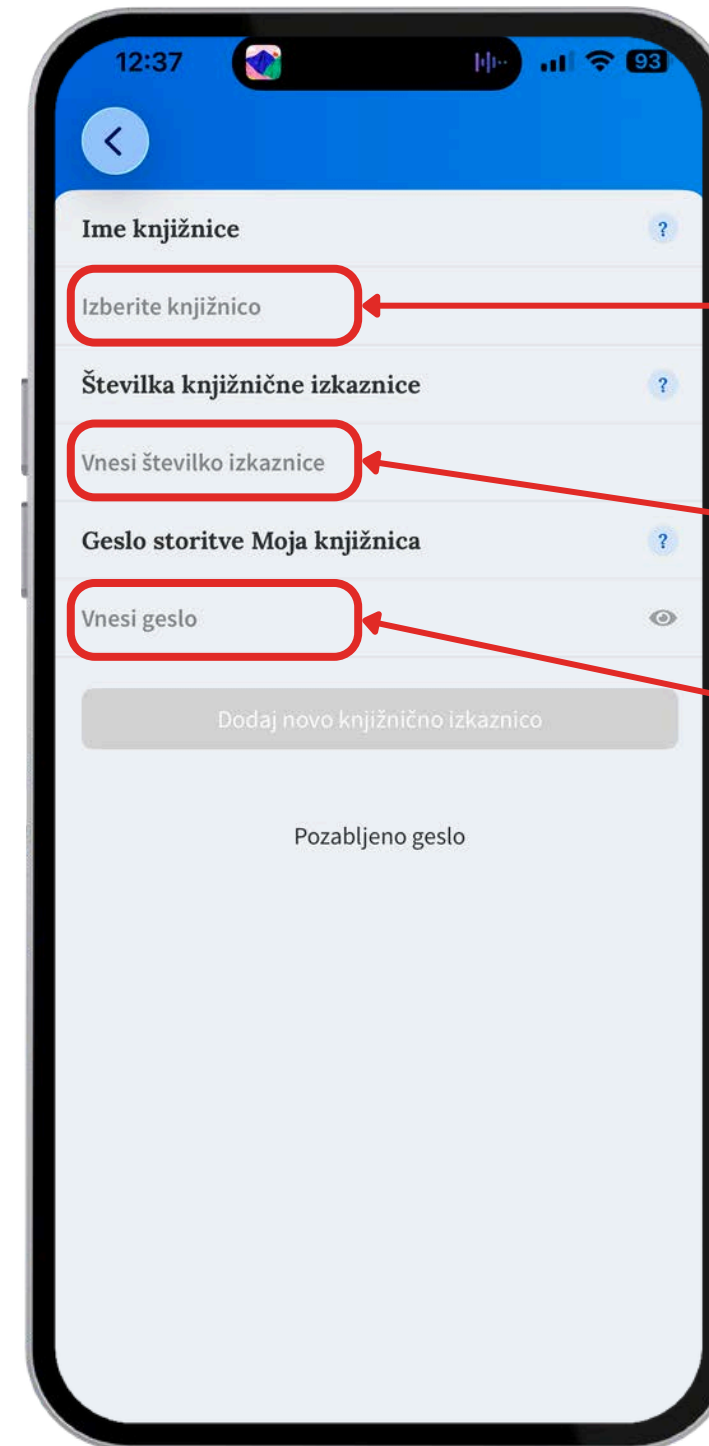 12:37
93
Ime knjižnice ?
Izberite knjižnico
Številka knjižnične izkaznice ?
Vnesi številko izkaznice
Geslo storitve Moja knjižnica ?
Vnesi geslo
Dodaj novo knjižnično izkaznico
Pozabljeno geslo